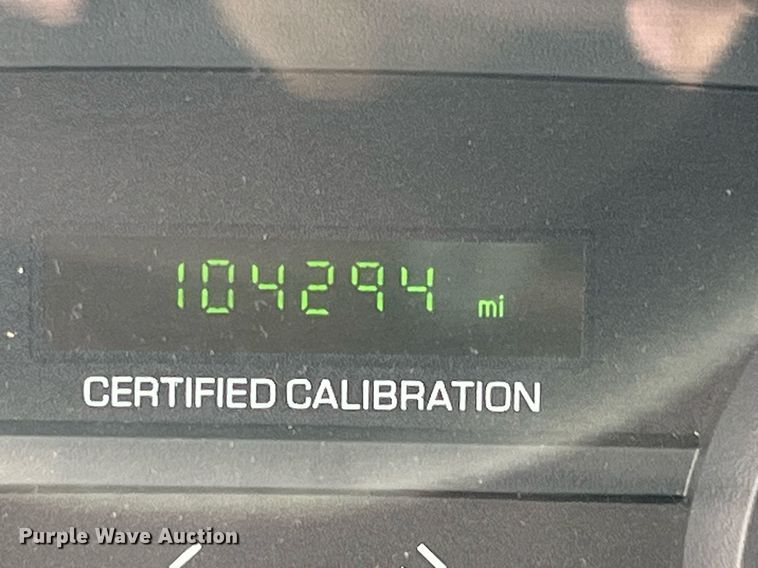 104294 mi
CERTIFIED CALIBRATION
Purple Wave Auction